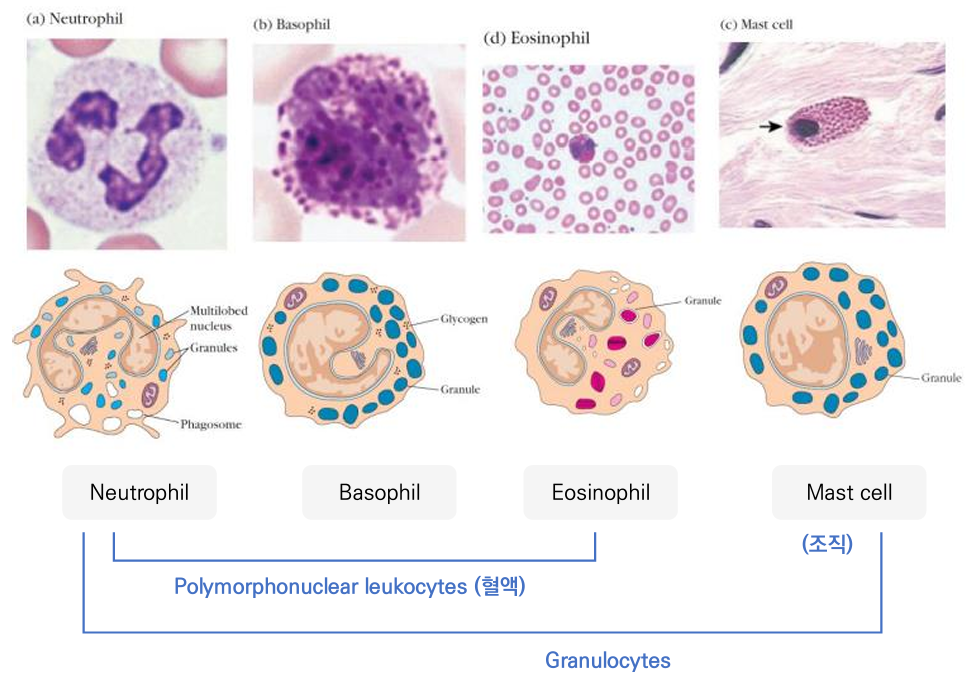 (a) Neutrophil
(b) Basophil
(d) Eosinophil
(c) Mast cell
Multilobed
nucleus
Granules
Phagosome
Glycogen
Granule
Granule
Granule
Neutrophil
Basophil
Eosinophil
Mast cell
(조직)
Polymorphonuclear leukocytes (혈액)
Granulocytes